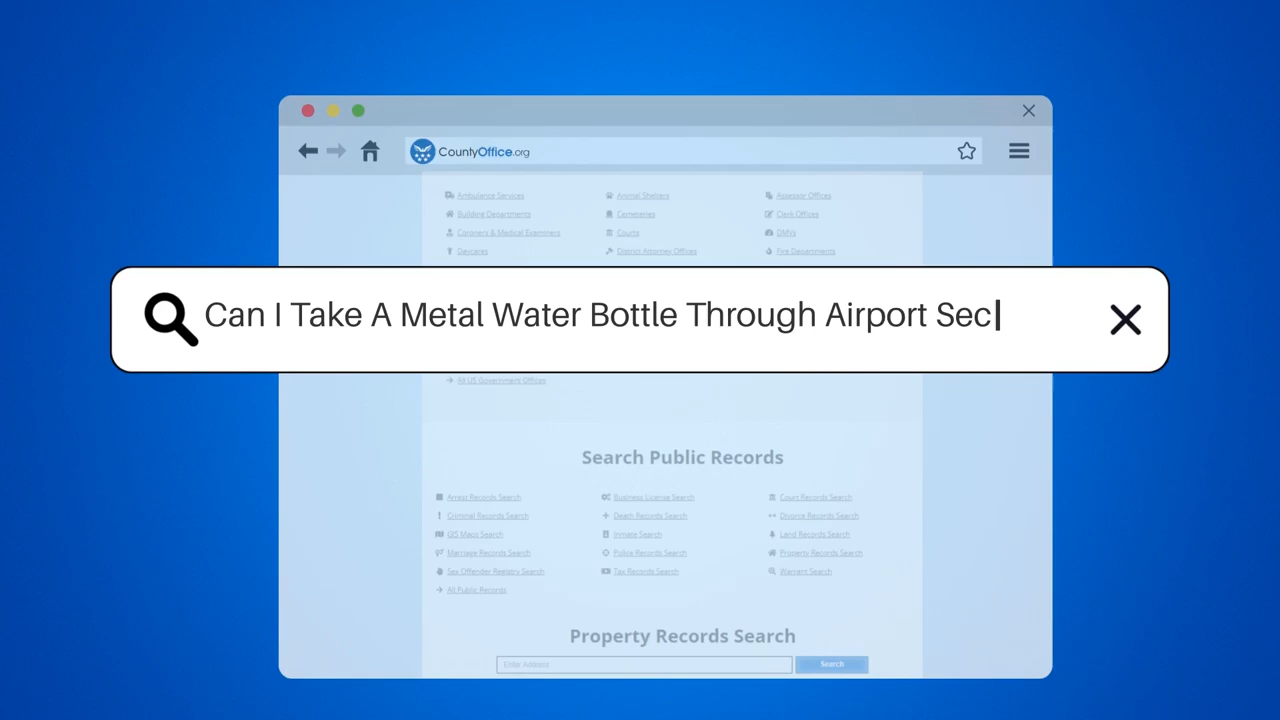 CountyOffice.org
Ambulance Services Animal Shelters Assessor Offices
Building Departments Cemeteries Clerk Offices
Coroners & Medical Examiners Courts DMVs
Daycares District Attorney Offices Fire Departments
Can I Take A Metal Water Bottle Through Airport Sec
All US Government Offices
Search Public Records
Arrest Records Search Business License Search Court Records Search
Criminal Records Search Death Records Search Divorce Records Search
GIS Maps Search Inmate Search Land Records Search
Marriage Records Search Police Records Search Property Records Search
Sex Offender Registry Search Tax Records Search Warrant Search
All Public Records
Property Records Search
Enter Address Search